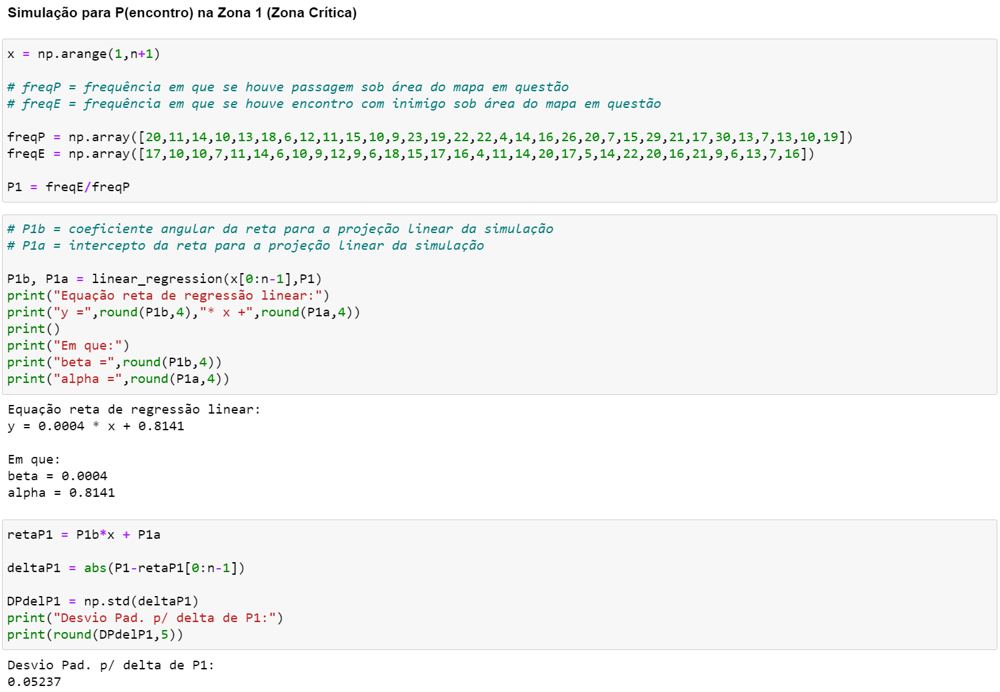 Simulação para P(encontro) na Zona 1 (Zona Crítica)
x = np.arange(1,n+1)
# freqP = frequência em que se houve passagem sob área do mapa em questão
# freqE = frequência em que se houve encontro com inimigo sob área do mapa em questão
freqP = np.array([20,11,14,10,13,18,6,12,11,15,10,9,23,19,22,22,4,14,16,26,20,7,15,29,21,17,30,13,7,13,10,19])
freqE = np.array([17,10,10,7,11,14,6,10,9,12,9,6,18,15,17,16,4,11,14,20,17,5,14,22,20,16,21,9,6,13,7,16])
P1 = freqE/freqP
# P1b = coeficiente angular da reta para a projeção linear da simulação
# P1a = intercepto da reta para a projeção linear da simulação
P1b, P1a = linear_regression(x[0:n-1],P1)
print("Equação reta de regressão linear:")
print("y =",round(P1b,4),"* x +",round(P1a,4))
print()
print("Em que:")
print("beta =",round(P1b,4))
print("alpha =",round(P1a,4))
Equação reta de regressão linear:
y = 0.0004 * x + 0.8141
Em que:
beta = 0.0004
alpha = 0.8141
retaP1 = P1b*x + P1a
deltaP1 = abs(P1-retaP1[0:n-1])
DPdelP1 = np.std(deltaP1)
print("Desvio Pad. p/ delta de P1:")
print(round(DPdelP1,5))
Desvio Pad. p/ delta de P1:
0.05237